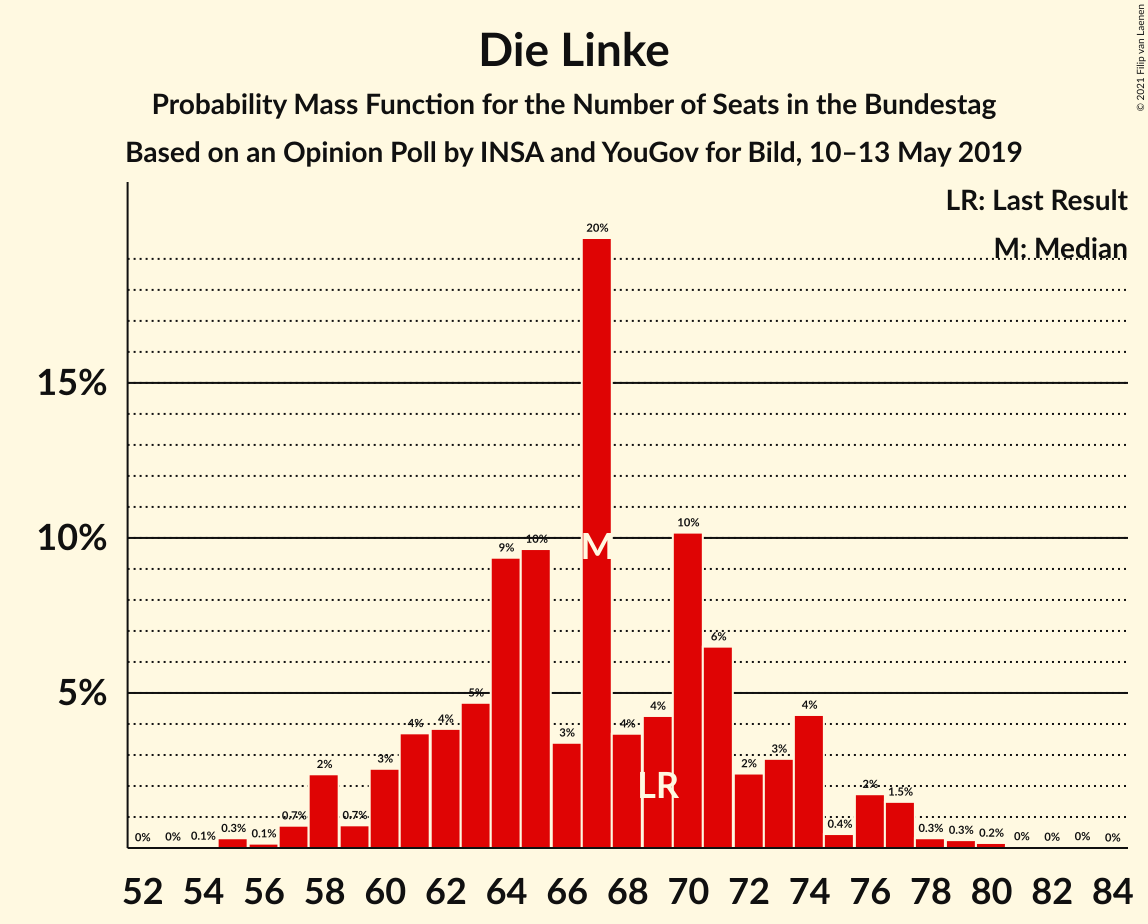 Die Linke
Probability Mass Function for the Number of Seats in the Bundestag
Based on an Opinion Poll by INSA and YouGov for Bild, 10–13 May 2019
© 2021 Filip van Laenen
LR: Last Result
M: Median
15%
10%
5%
0% 0% 0.1% 0.3% 0.1% 0.7% 2% 0.7% 3% 4% 4% 5% 9% 10% 3% 20% 4% 4% 10% 6% 2% 3% 4% 0.4% 2% 1.5% 0.3% 0.3% 0.2% 0% 0% 0% 0%
M
LR
52 54 56 58 60 62 64 66 68 70 72 74 76 78 80 82 84